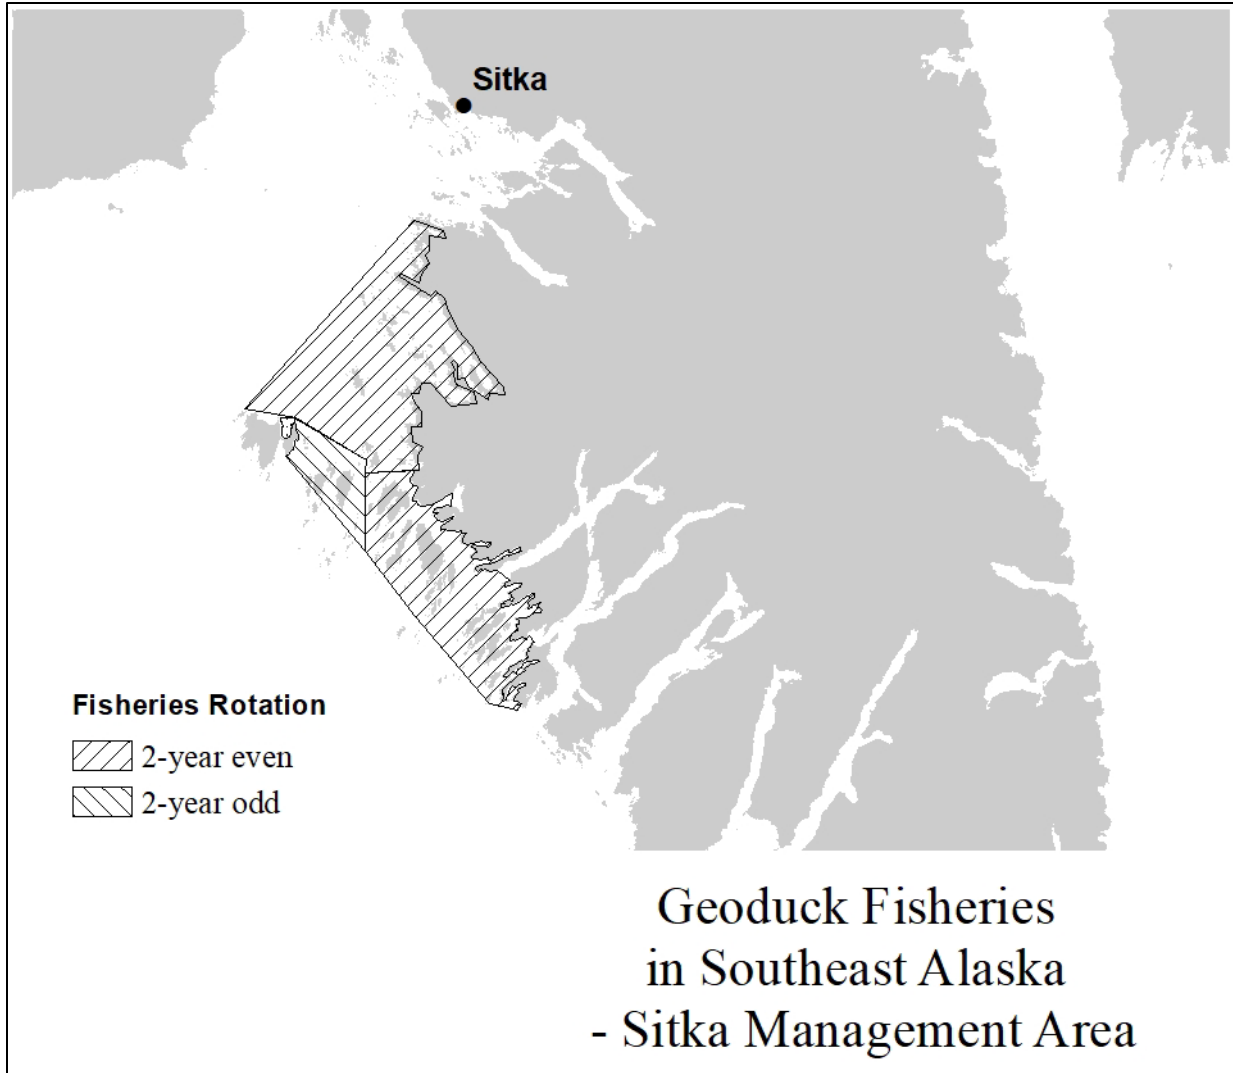 Sitka
Fisheries Rotation
2-year even
2-year odd
Geoduck Fisheries
in Southeast Alaska
- Sitka Management Area